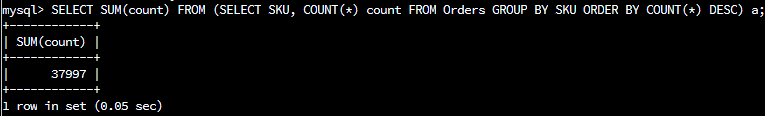 mysql> SELECT SUM(count) FROM (SELECT SKU, COUNT(*) count FROM Orders GROUP BY SKU ORDER BY COUNT(*) DESC) a;
+------------+
| SUM(count) |
+------------+
|      37997 |
+------------+
1 row in set (0.05 sec)